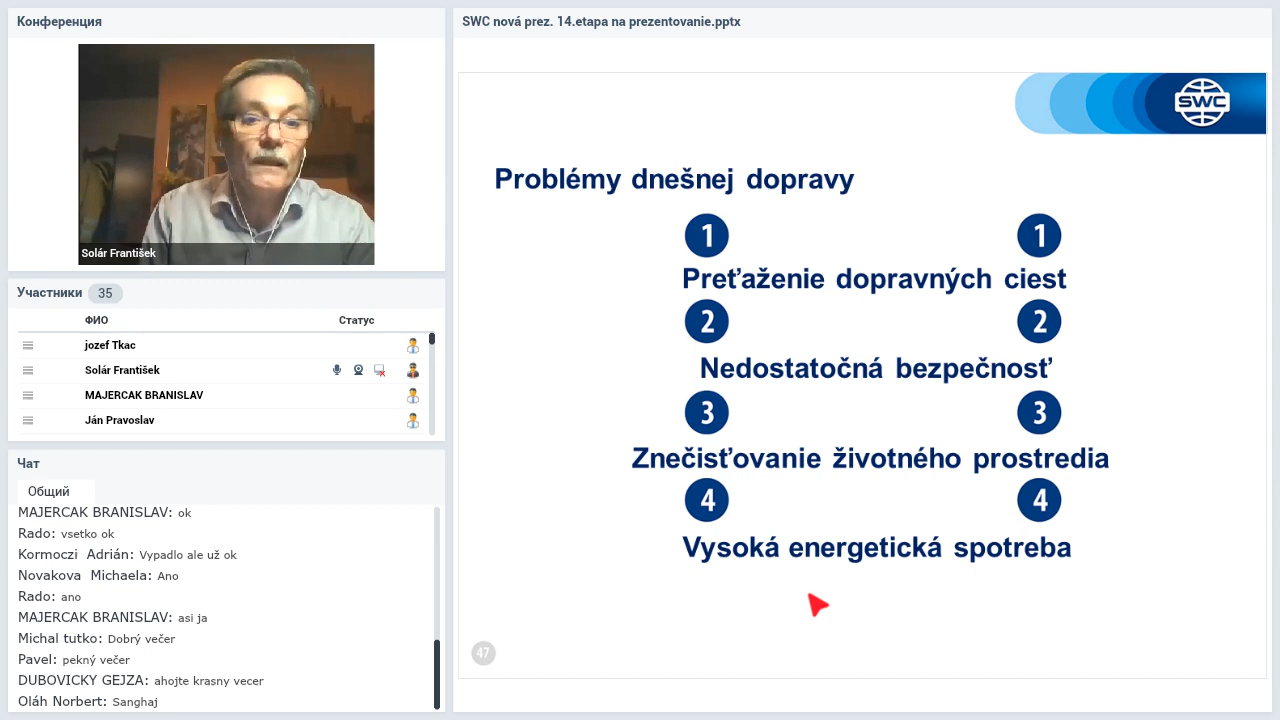 Конференция
Solár František
Участники 35
ФИО Статус
jozef Tkac
Solár František
MAJERCAK BRANISLAV
Ján Pravoslav
Чат
Общий
MAJERCAK BRANISLAV: ok
Rado: vsetko ok
Kormoczi Adrián: Vypadlo ale už ok
Novakova Michaela: Ano
Rado: ano
MAJERCAK BRANISLAV: asi ja
Michal tutko: Dobrý večer
Pavel: pekný večer
DUBOVICKY GEJZA: ahojte krasny vecer
Oláh Norbert: Sanghaj
SWC nová prez. 14.etapa na prezentovanie.pptx
SWC
Problémy dnešnej dopravy
1 1
Preťaženie dopravných ciest
2 2
Nedostatočná bezpečnosť
3 3
Znečisťovanie životného prostredia
4 4
Vysoká energetická spotreba
47